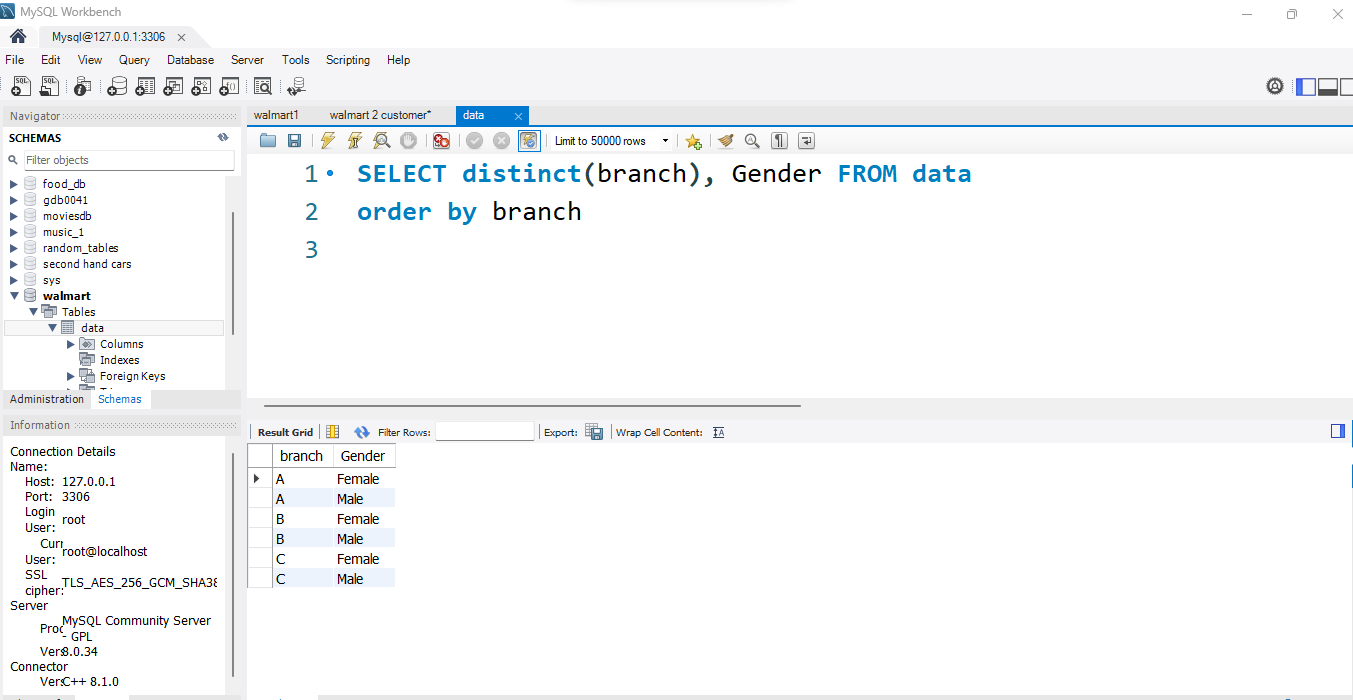 MySQL Workbench
Mysql@127.0.0.1:3306
File Edit View Query Database Server Tools Scripting Help
Navigator
SCHEMAS
Filter objects
food_db
gdb0041
moviesdb
music_1
random_tables
second hand cars
sys
walmart
Tables
data
Columns
Indexes
Foreign Keys
Administration Schemas
Information
Connection Details
Name:
Host: 127.0.0.1
Port: 3306
Login
User: root
Curr
User: root@localhost
SSL
cipher: TLS_AES_256_GCM_SHA38
Server
Proc MySQL Community Server
- GPL
Vers 8.0.34
Connector
Vers C++ 8.1.0
walmart1 walmart 2 customer* data
Limit to 50000 rows
1 SELECT distinct(branch), Gender FROM data
2 order by branch
3
Result Grid Filter Rows: Export: Wrap Cell Content:
branch Gender
A Female
A Male
B Female
B Male
C Female
C Male